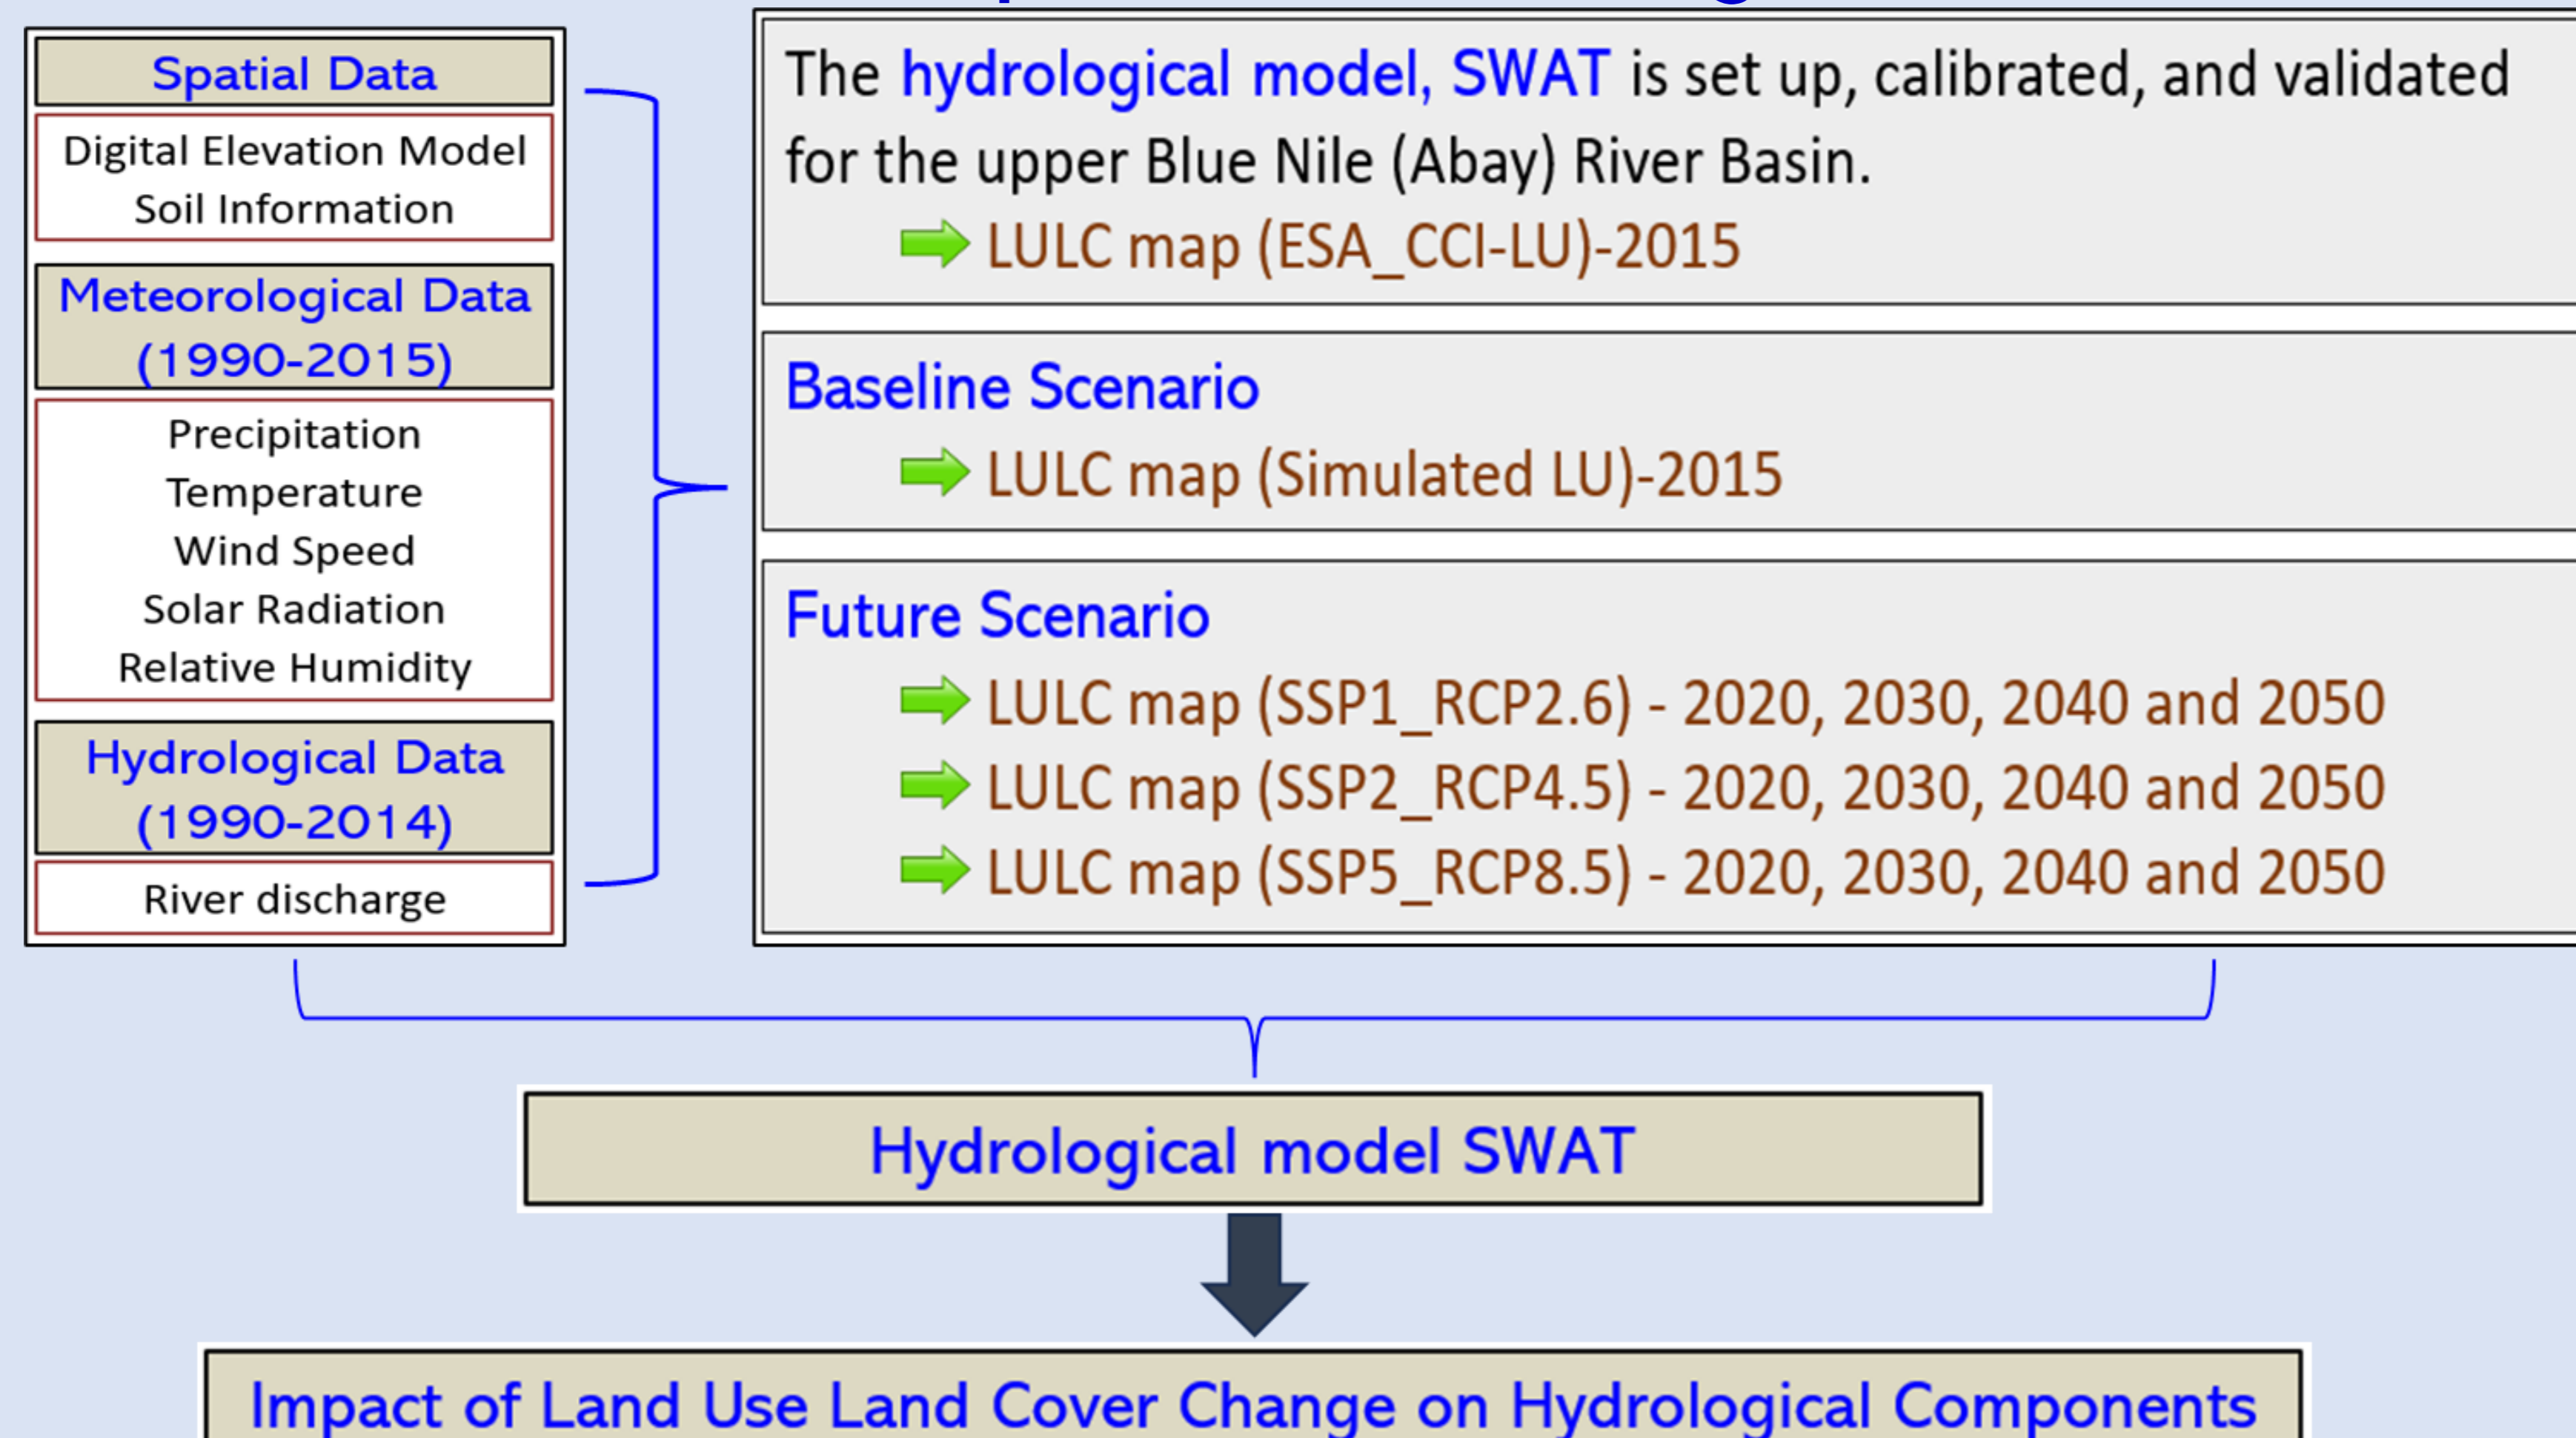 Spatial Data
Digital Elevation Model
Soil Information
Meteorological Data
(1990-2015)
Precipitation
Temperature
Wind Speed
Solar Radiation
Relative Humidity
Hydrological Data
(1990-2014)
River discharge
The hydrological model, SWAT is set up, calibrated, and validated
for the upper Blue Nile (Abay) River Basin.
LULC map (ESA_CCI-LU)-2015
Baseline Scenario
LULC map (Simulated LU)-2015
Future Scenario
LULC map (SSP1_RCP2.6) - 2020, 2030, 2040 and 2050
LULC map (SSP2_RCP4.5) - 2020, 2030, 2040 and 2050
LULC map (SSP5_RCP8.5) - 2020, 2030, 2040 and 2050
Hydrological model SWAT
Impact of Land Use Land Cover Change on Hydrological Components